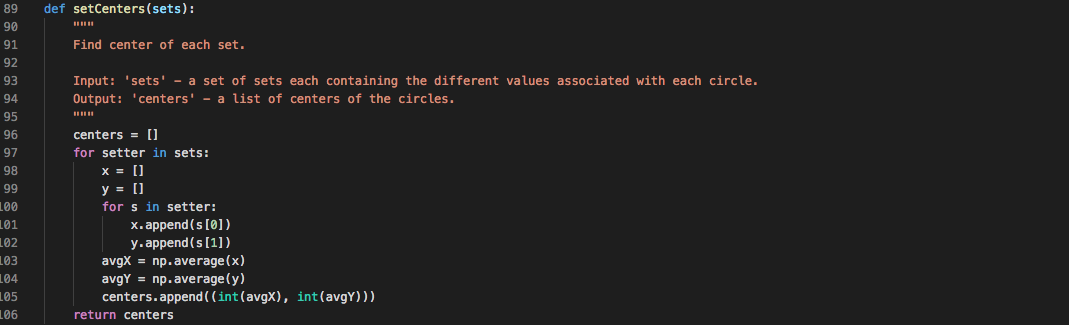 89 def setCenters(sets):
90 """
91 Find center of each set.
92
93 Input: 'sets' – a set of sets each containing the different values associated with each circle.
94 Output: 'centers' – a list of centers of the circles.
95 """
96 centers = []
97 for setter in sets:
98 x = []
99 y = []
100 for s in setter:
101 x.append(s[0])
102 y.append(s[1])
103 avgX = np.average(x)
104 avgY = np.average(y)
105 centers.append((int(avgX), int(avgY)))
106 return centers